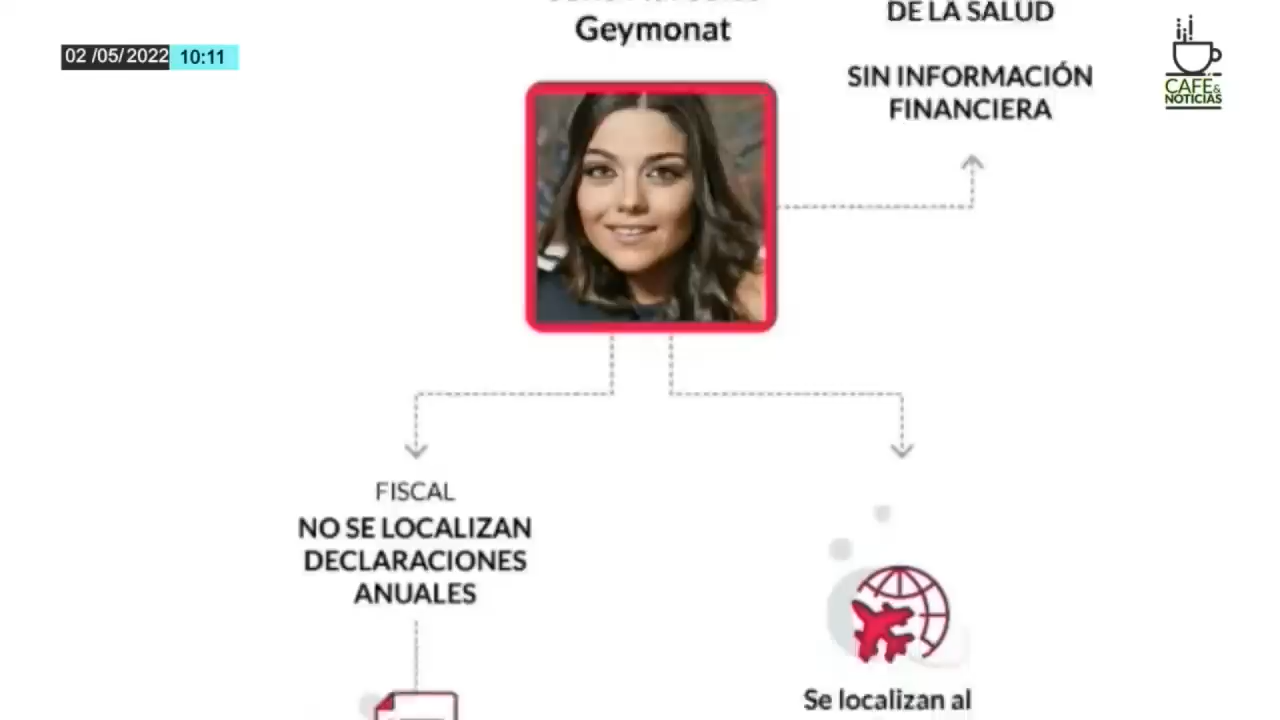 02 /05/2022 10:11
Geymonat
DE LA SALUD
SIN INFORMACIÓN
FINANCIERA
CAFÉ&
NOTICIAS
FISCAL
NO SE LOCALIZAN
DECLARACIONES
ANUALES
Se localizan al